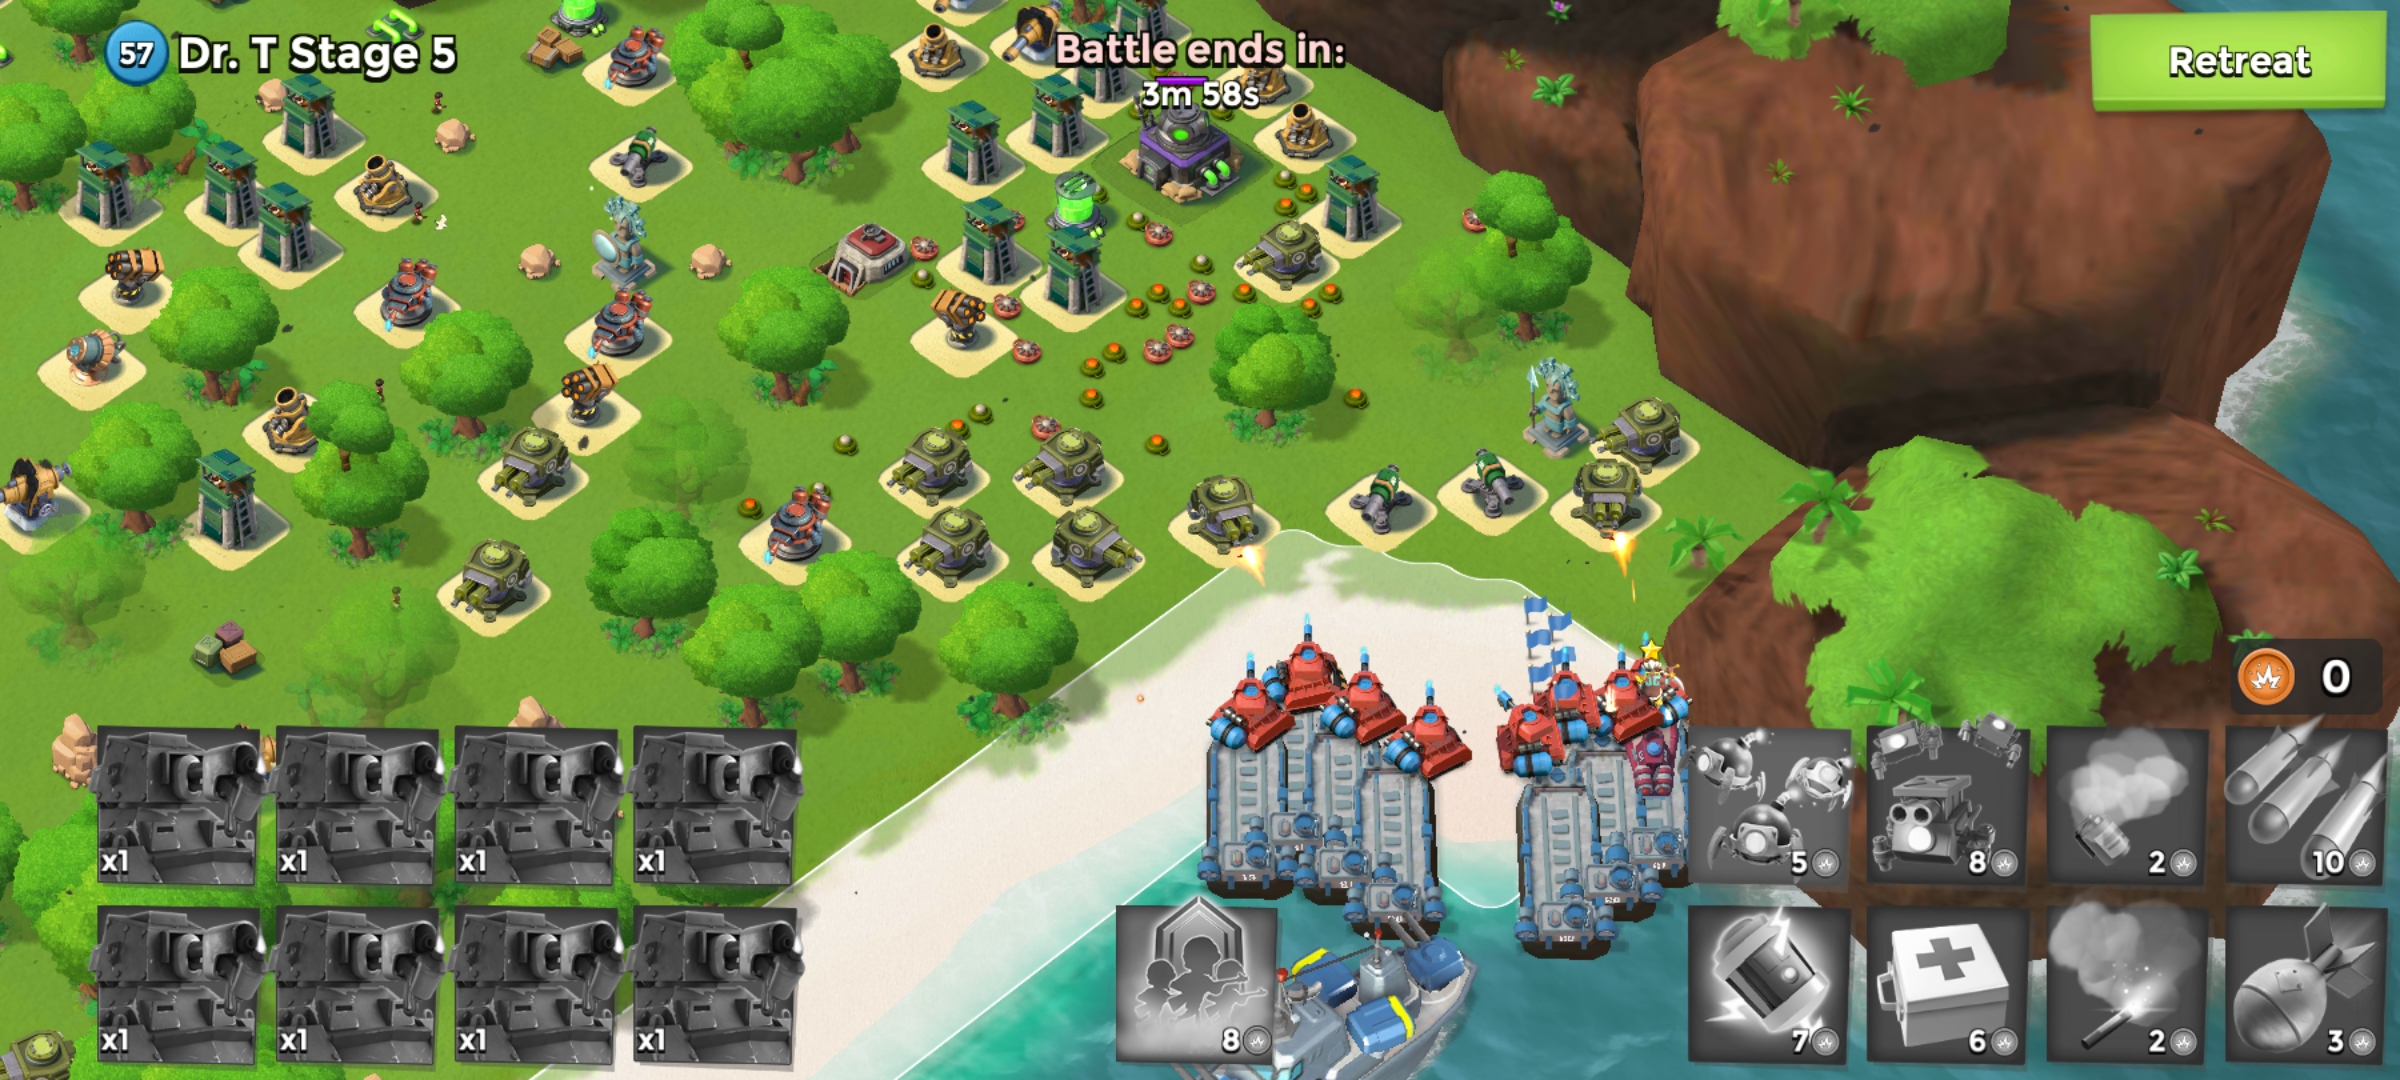 57 Dr. T Stage 5
Battle ends in:
3m 58s
Retreat
0
x1 x1 x1 x1
5 8 2 10
x1 x1 x1 x1
8
7 6 2 3